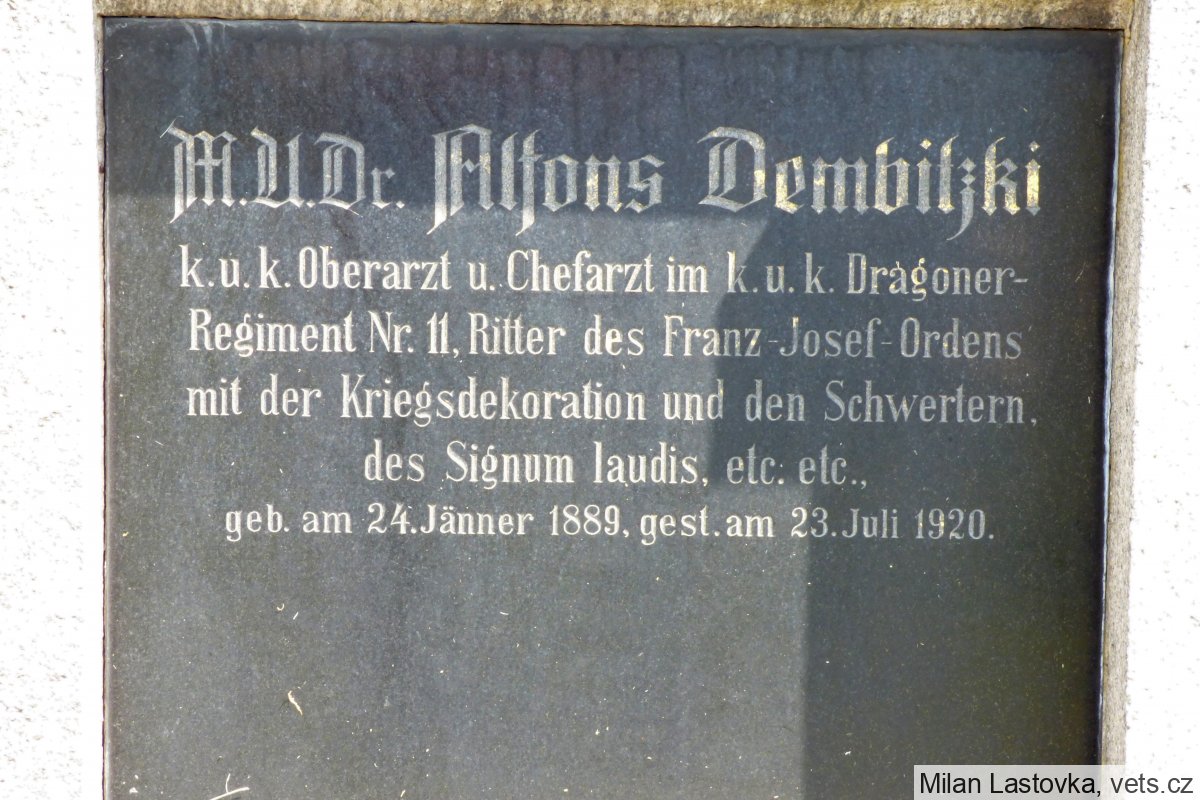 M.U.Dr. Alfons Dembitzki
k. u. k. Oberarzt u. Chefarzt im k. u. k. Dragoner-
Regiment Nr. 11, Ritter des Franz-Josef-Ordens
mit der Kriegsdekoration und den Schwertern,
des Signum laudis, etc. etc.,
geb. am 24. Jänner 1889, gest. am 23. Juli 1920.
Milan Lastovka, vets.cz